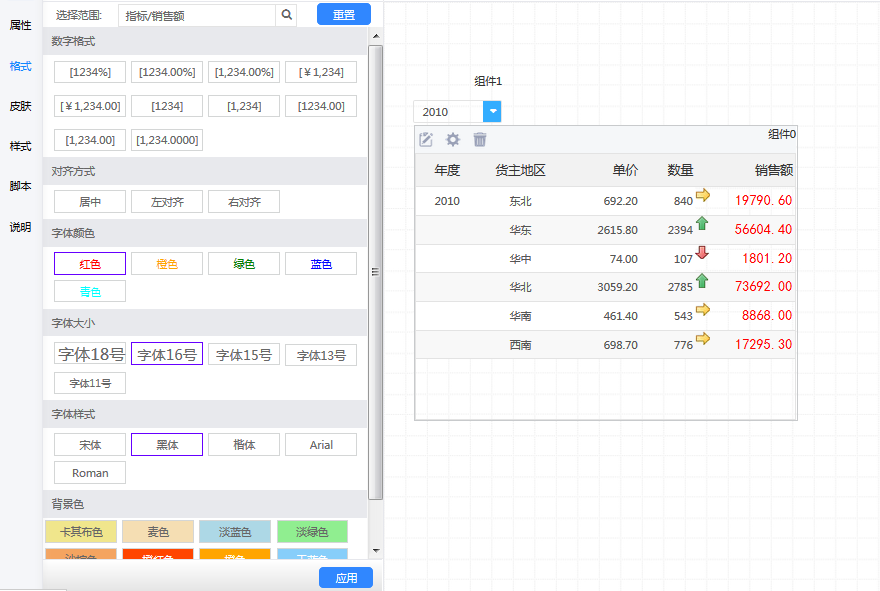 属性
格式
皮肤
样式
脚本
说明
选择范围: 指标/销售额 重置
数字格式
[1234%] [1234.00%] [1,234.00%] [￥1,234]
[￥1,234.00] [1234] [1,234] [1234.00]
[1,234.00] [1,234.0000]
对齐方式
居中 左对齐 右对齐
字体颜色
红色 橙色 绿色 蓝色
青色
字体大小
字体18号 字体16号 字体15号 字体13号
字体11号
字体样式
宋体 黑体 楷体 Arial
Roman
背景色
卡其布色 麦色 淡蓝色 淡绿色
应用
组件1
2010
组件0
年度 货主地区 单价 数量 销售额
2010 东北 692.20 840 19790.60
华东 2615.80 2394 56604.40
华中 74.00 107 1801.20
华北 3059.20 2785 73692.00
华南 461.40 543 8868.00
西南 698.70 776 17295.30